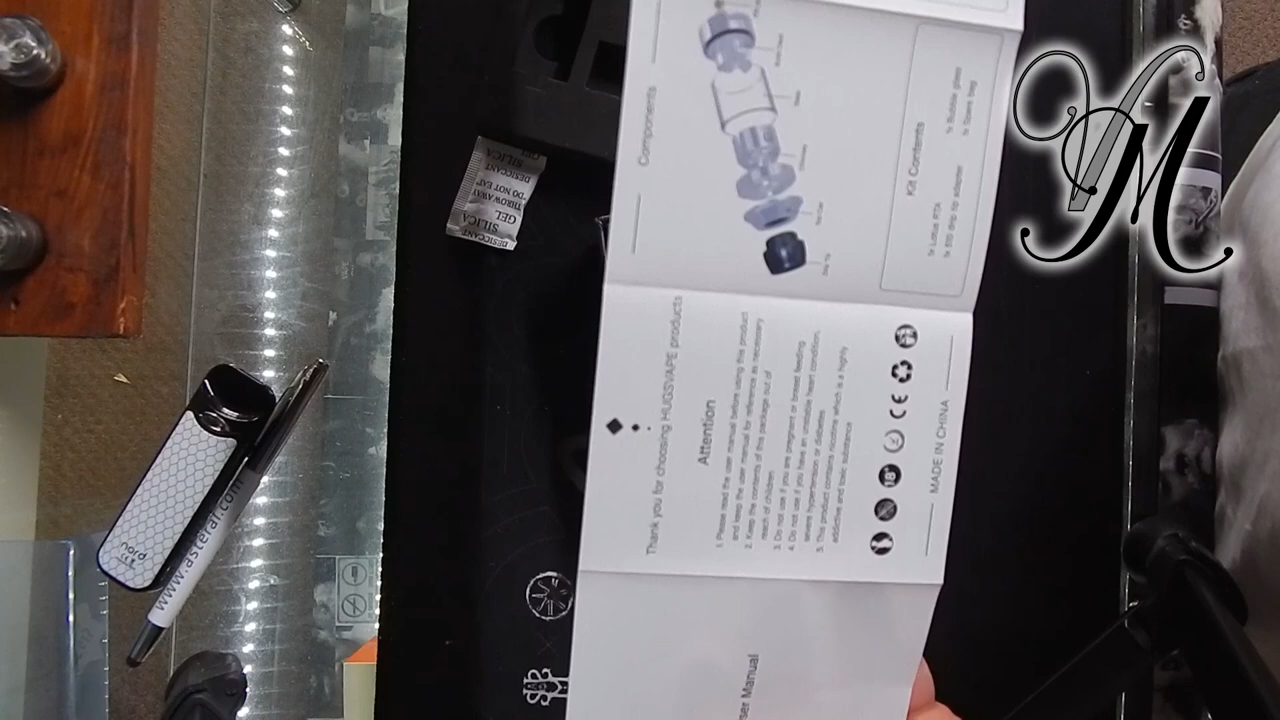 Components
Kit Contents
1x Lotus RTA
1x 510 drip tip adapter
1x Bubble glass
1x Spare bag
Thank you for choosing HUGSVAPE products
Attention
1. Please read the user manual before using this product
and keep the user manual for reference as necessary
2. Keep the contents of this package out of
reach of children.
3. Do not use if you are pregnant or breast feeding
4. Do not use if you have an unstable heart condition,
severe hypertension or diabetes
5. This product contains nicotine which is a highly
addictive and toxic substance
18+
CE
MADE IN CHINA
ser Manual
DESICCANT
SILICA
GEL
THROW AWAY
"DO NOT EAT"
DESICCANT
SILICA
nord
www.asteraf.com
VM